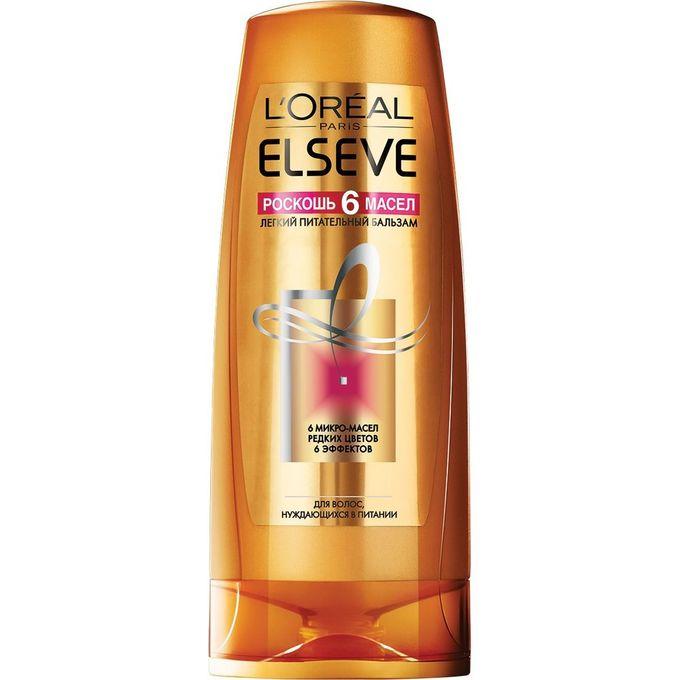 L'ORÉAL
PARIS
ELSEVE
РОСКОШЬ 6 МАСЕЛ
ЛЕГКИЙ ПИТАТЕЛЬНЫЙ БАЛЬЗАМ
6 МИКРО-МАСЕЛ
РЕДКИХ ЦВЕТОВ
6 ЭФФЕКТОВ
ДЛЯ ВОЛОС,
НУЖДАЮЩИХСЯ В ПИТАНИИ